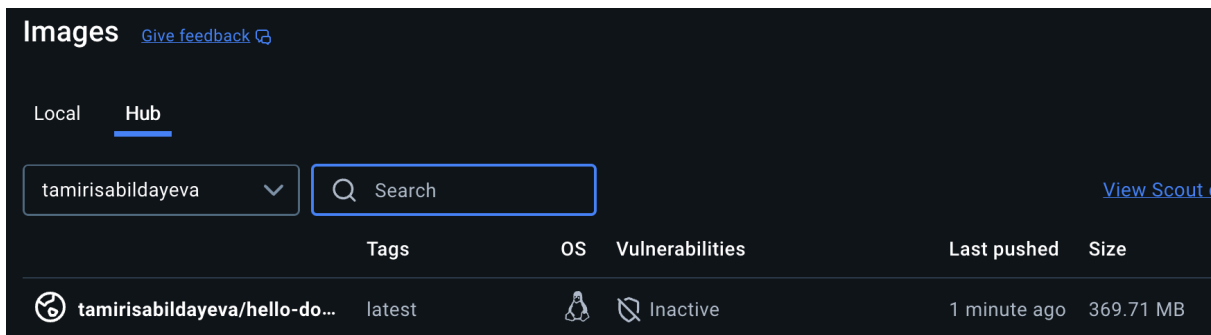 Images Give feedback
Local Hub
tamirisabildayeva Search View Scout
Tags OS Vulnerabilities Last pushed Size
tamirisabildayeva/hello-do... latest Inactive 1 minute ago 369.71 MB